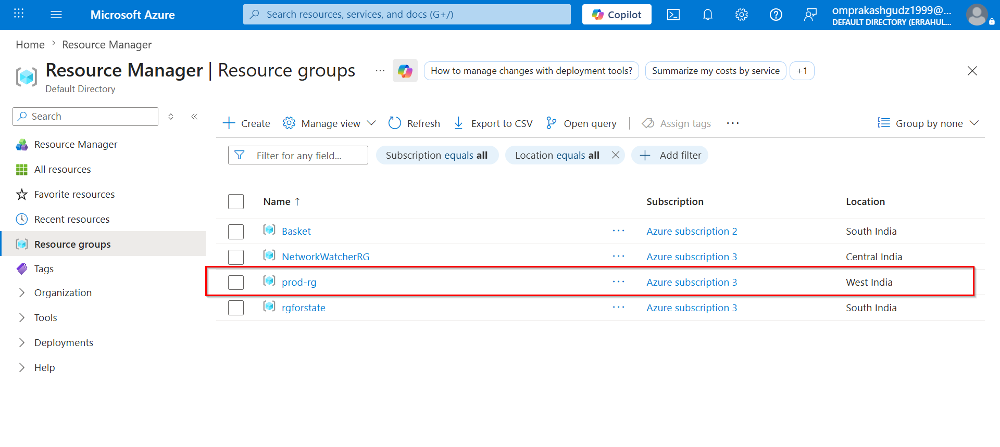 Microsoft Azure
Search resources, services, and docs (G+/)
Copilot
omprakashgudz1999@...
DEFAULT DIRECTORY (ERRAHUL...
Home > Resource Manager
Resource Manager | Resource groups
...
How to manage changes with deployment tools?
Summarize my costs by service
+1
Default Directory
Search
Resource Manager
All resources
Favorite resources
Recent resources
Resource groups
Tags
Organization
Tools
Deployments
Help
Create
Manage view
Refresh
Export to CSV
Open query
Assign tags
...
Group by none
Filter for any field...
Subscription equals all
Location equals all
Add filter
Name ↑ Subscription Location
Basket ... Azure subscription 2 South India
NetworkWatcherRG ... Azure subscription 3 Central India
prod-rg ... Azure subscription 3 West India
rgforstate ... Azure subscription 3 South India